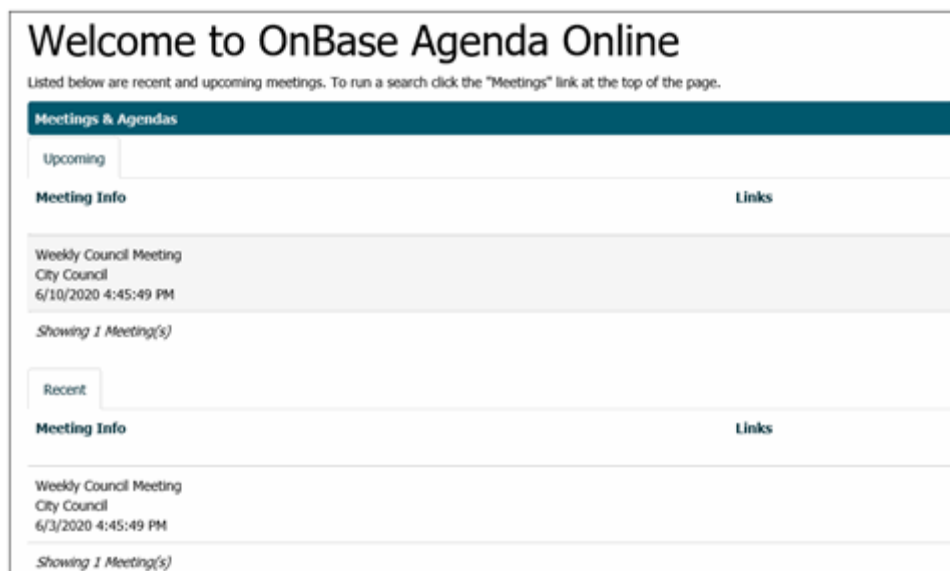 Welcome to OnBase Agenda Online
Listed below are recent and upcoming meetings. To run a search click the "Meetings" link at the top of the page.
Meetings & Agendas
Upcoming
Meeting Info Links
Weekly Council Meeting
City Council
6/10/2020 4:45:49 PM
Showing 1 Meeting(s)
Recent
Meeting Info Links
Weekly Council Meeting
City Council
6/3/2020 4:45:49 PM
Showing 1 Meeting(s)